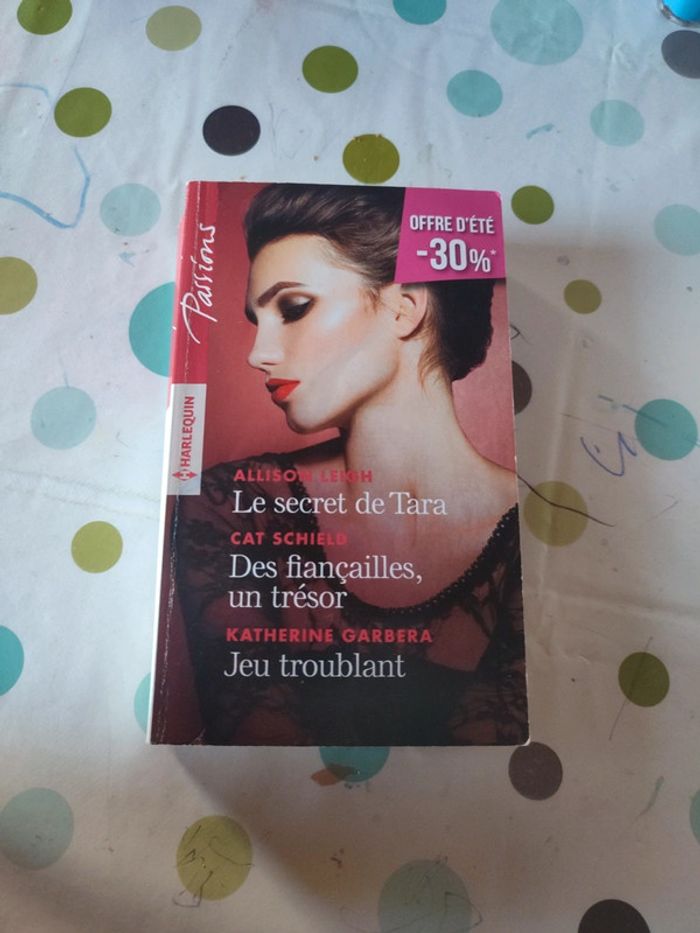 Passions
HARLEQUIN
OFFRE D'ÉTÉ
-30%*
ALLISON LEIGH
Le secret de Tara
CAT SCHIELD
Des fiançailles,
un trésor
KATHERINE GARBERA
Jeu troublant